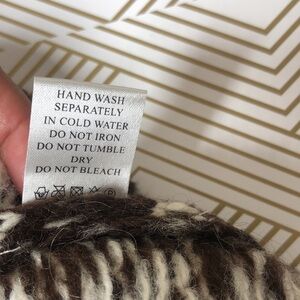 HAND WASH
SEPARATELY
IN COLD WATER
DO NOT IRON
DO NOT TUMBLE
DRY
DO NOT BLEACH